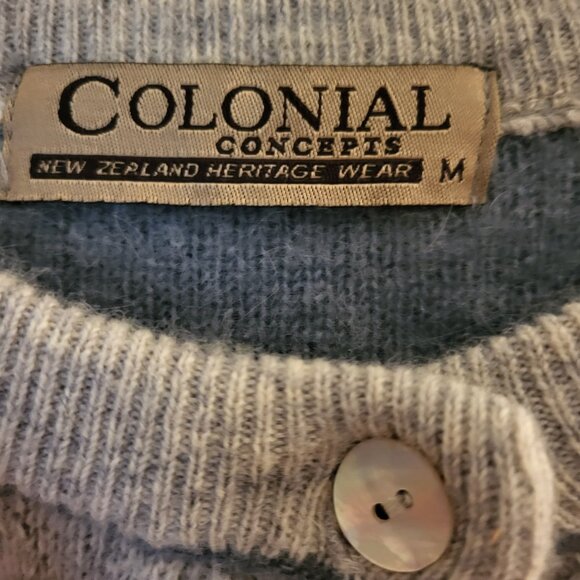 COLONIAL
CONCEPTS
NEW ZEALAND HERITAGE WEAR M